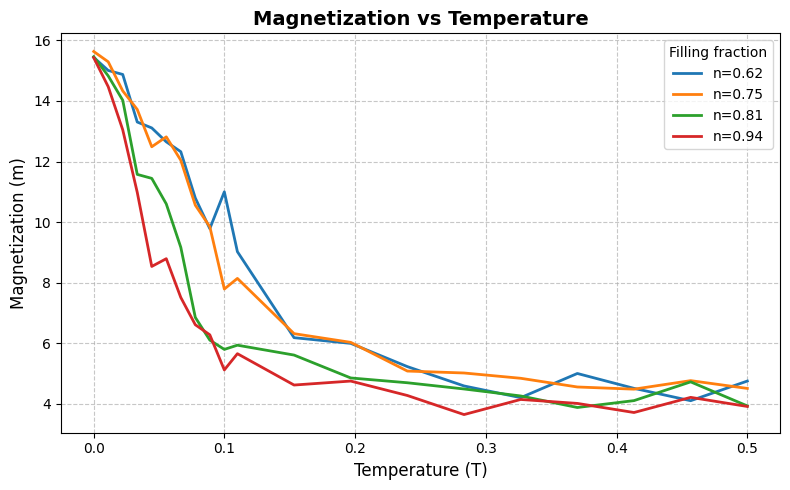 Magnetization vs Temperature
16
14
12
10
8
6
4
Magnetization (m)
Filling fraction
n=0.62
n=0.75
n=0.81
n=0.94
0.0 0.1 0.2 0.3 0.4 0.5
Temperature (T)